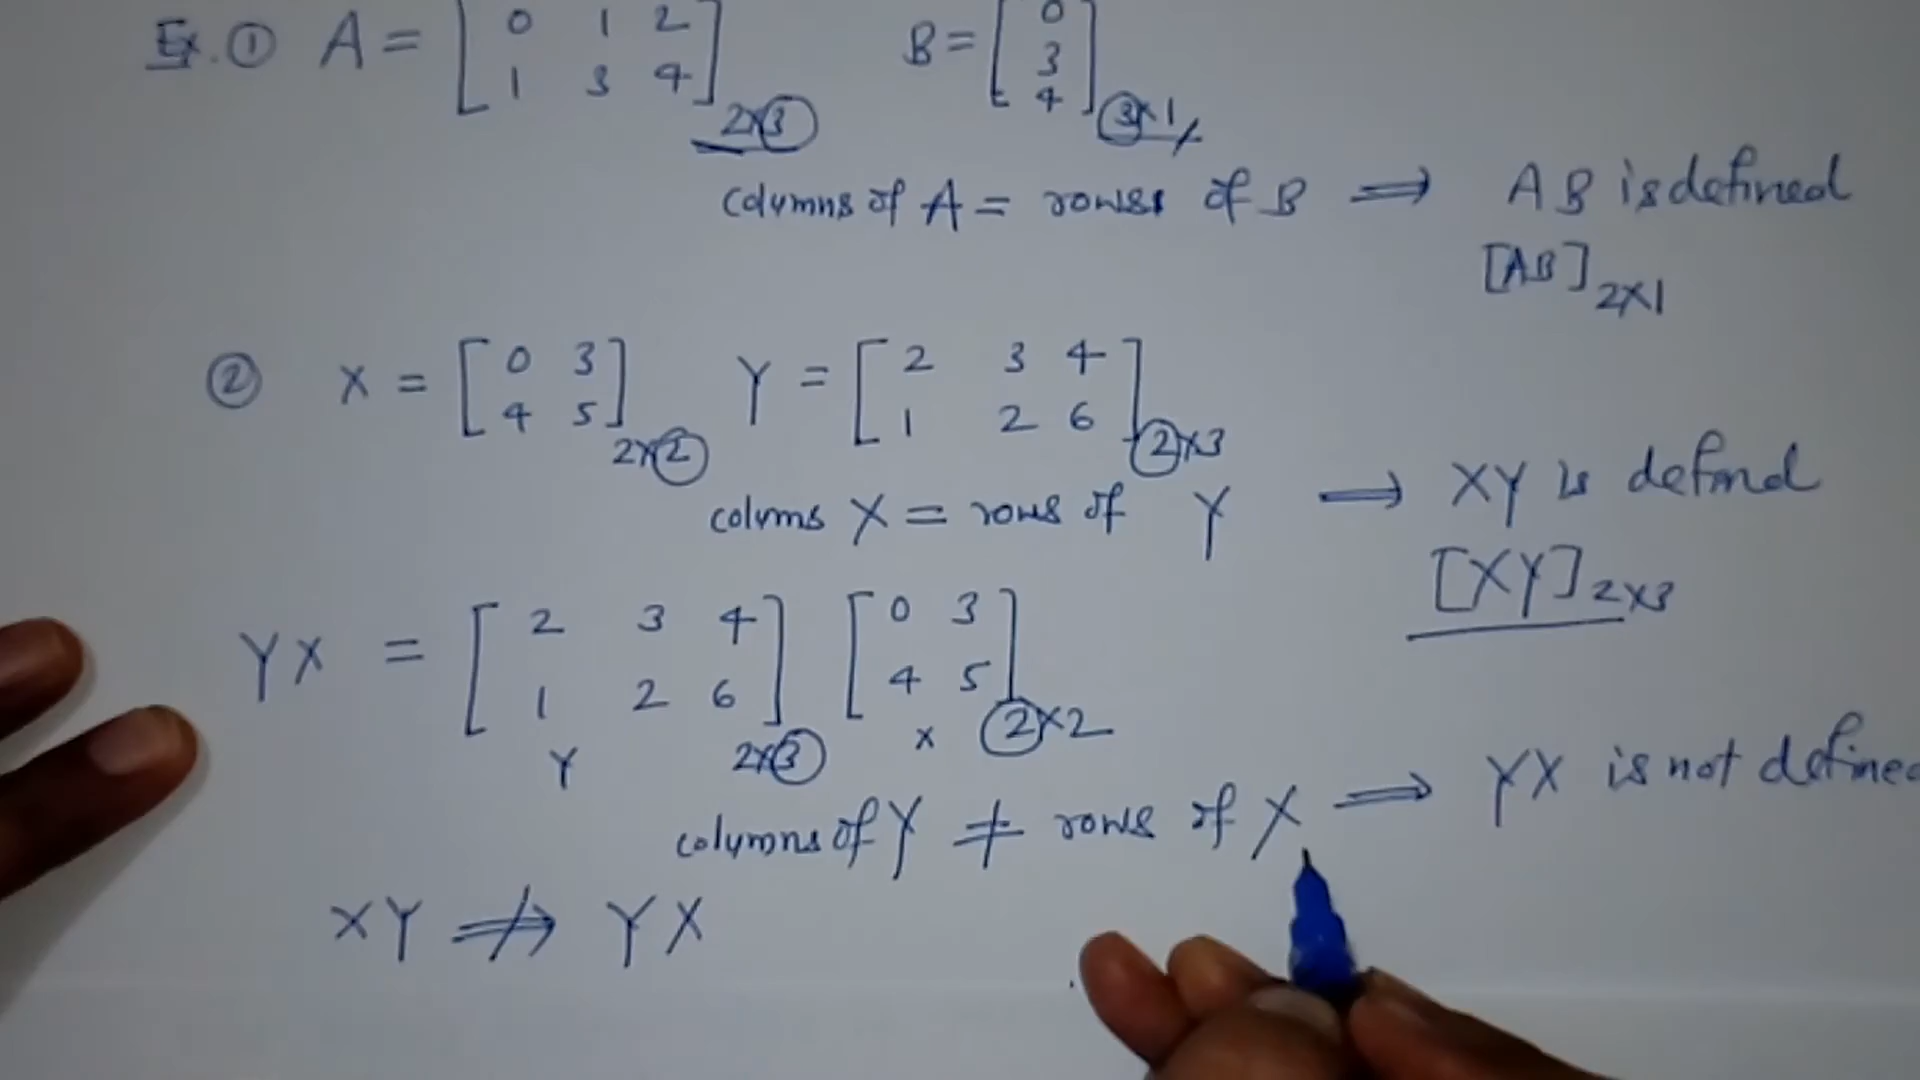 Ex. ① A = [ 0 1 2
1 3 4 ] 2×3 B = [ 0
3
4 ] 3×1
columns of A = rows of B ⟹ AB is defined
[AB] 2×1
② X = [ 0 3
4 5 ] 2×2 Y = [ 2 3 4
1 2 6 ] 2×3
colums X = rows of Y ⟶ XY is defind
[XY] 2×3
YX = [ 2 3 4
1 2 6 ] 2×3 [ 0 3
4 5 ] 2×2
Y X
columns of Y ≠ rows of X ⟹ YX is not defined
XY ⇏ YX